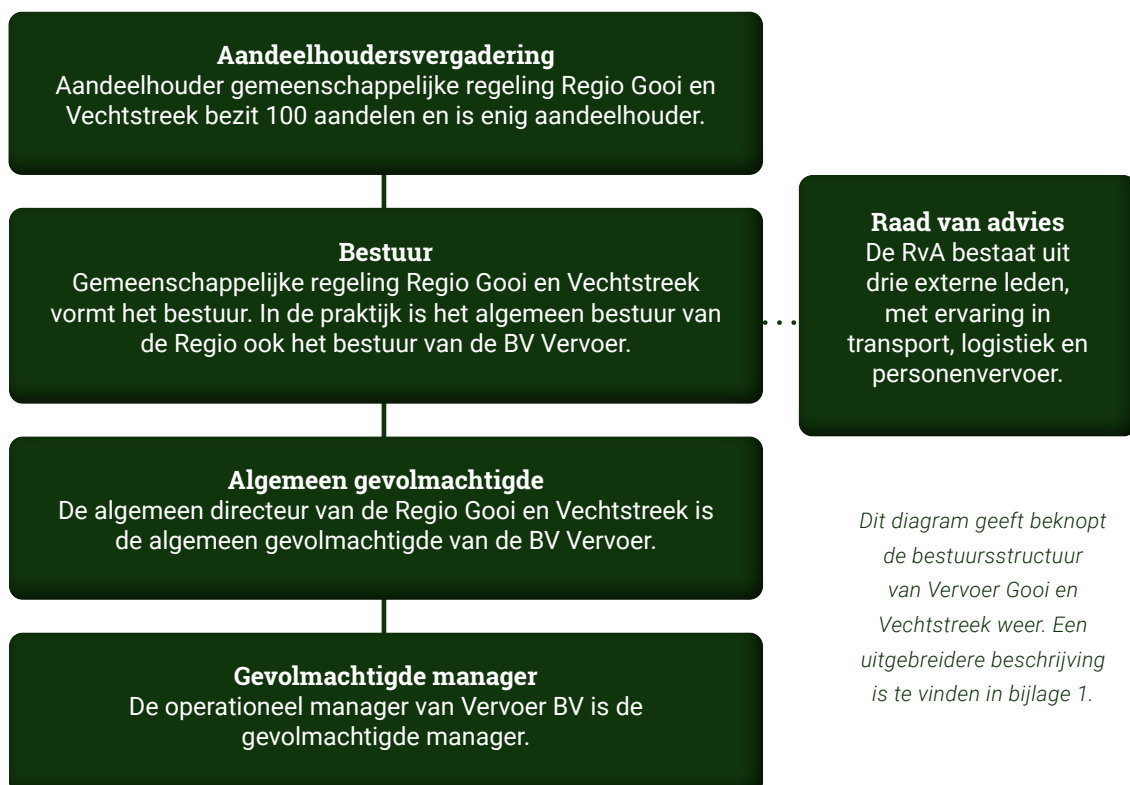 Aandeelhoudersvergadering
Aandeelhouder gemeenschappelijke regeling Regio Gooi en
Vechtstreek bezit 100 aandelen en is enig aandeelhouder.
Bestuur
Gemeenschappelijke regeling Regio Gooi en Vechtstreek
vormt het bestuur. In de praktijk is het algemeen bestuur van
de Regio ook het bestuur van de BV Vervoer.
Raad van advies
De RvA bestaat uit
drie externe leden,
met ervaring in
transport, logistiek en
personenvervoer.
Algemeen gevolmachtigde
De algemeen directeur van de Regio Gooi en Vechtstreek is
de algemeen gevolmachtigde van de BV Vervoer.
Gevolmachtigde manager
De operationeel manager van Vervoer BV is de
gevolmachtigde manager.
Dit diagram geeft beknopt
de bestuursstructuur
van Vervoer Gooi en
Vechtstreek weer. Een
uitgebreidere beschrijving
is te vinden in bijlage 1.